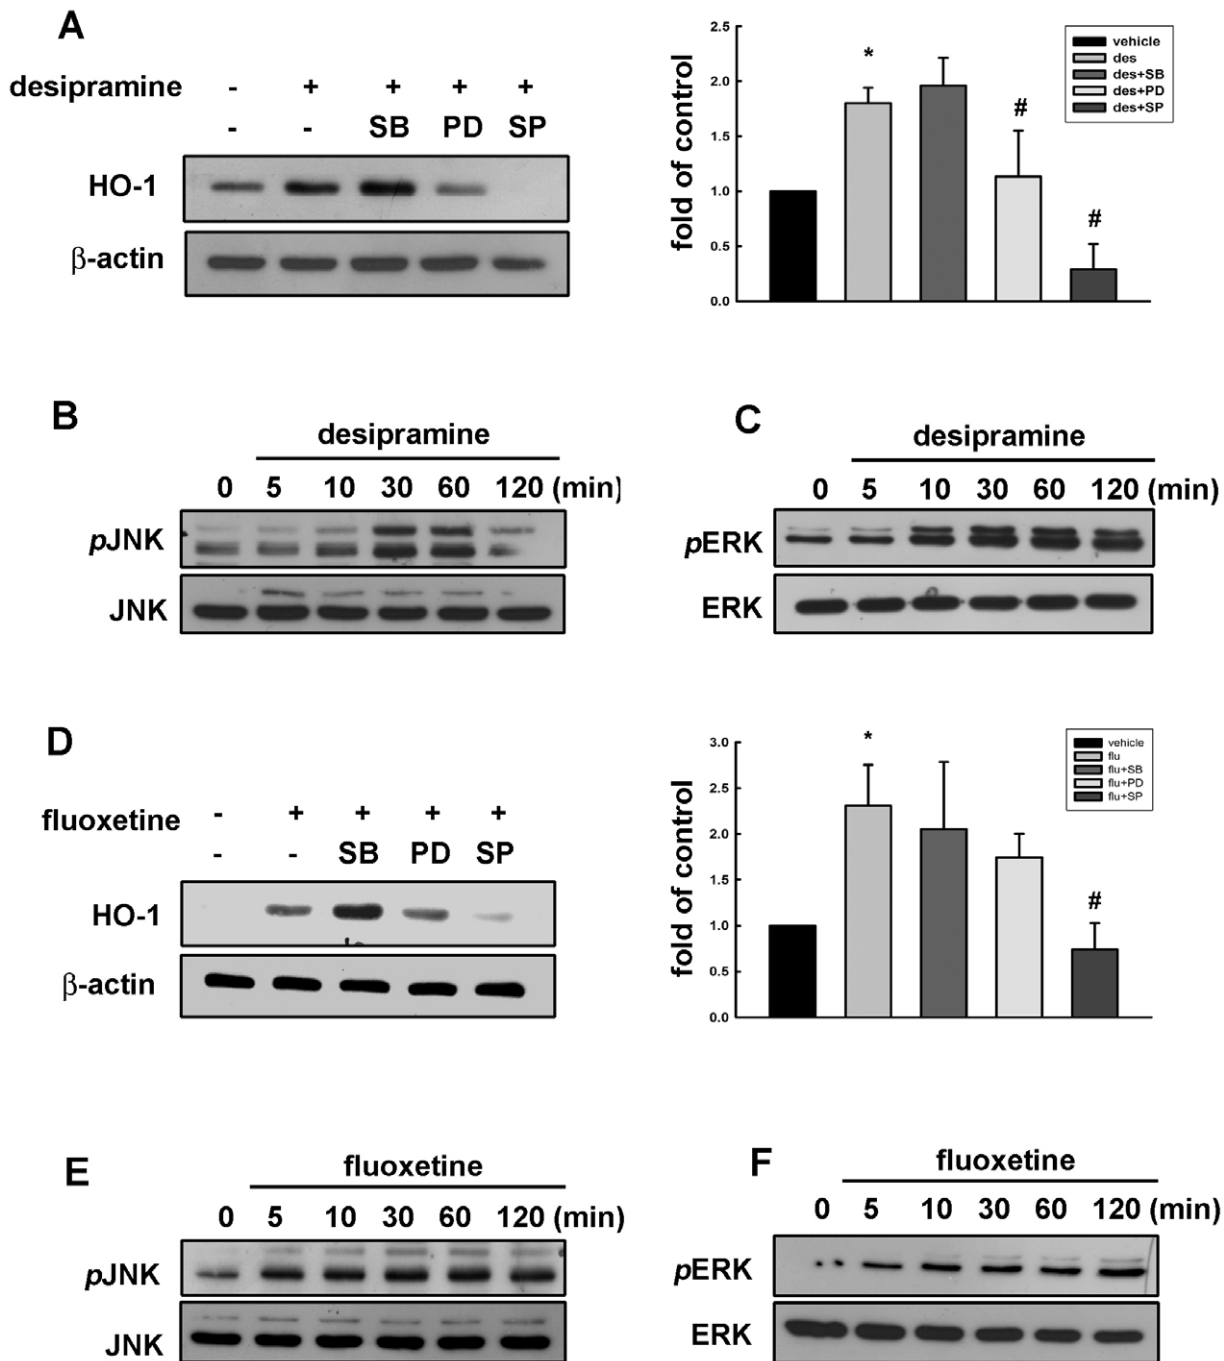 A
desipramine - + + + +
- - SB PD SP
HO-1
β-actin
fold of control
2.5
2.0
1.5
1.0
0.5
0.0
*
#
#
vehicle
des
des+SB
des+PD
des+SP
B
desipramine
0 5 10 30 60 120 (min)
pJNK
JNK
C
desipramine
0 5 10 30 60 120 (min)
pERK
ERK
D
fluoxetine - + + + +
- - SB PD SP
HO-1
β-actin
fold of control
3.0
2.5
2.0
1.5
1.0
0.5
0.0
*
#
vehicle
flu
flu+SB
flu+PD
flu+SP
E
fluoxetine
0 5 10 30 60 120 (min)
pJNK
JNK
F
fluoxetine
0 5 10 30 60 120 (min)
pERK
ERK